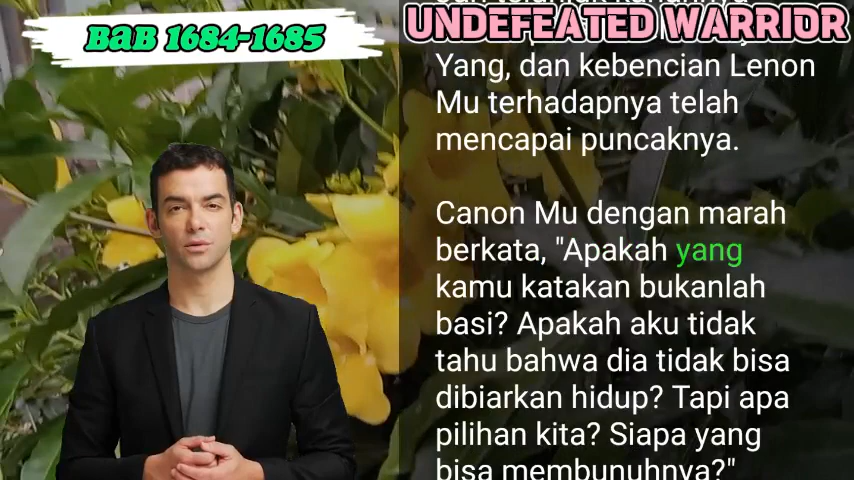 BAB 1684-1685
UNDEFEATED WARRIOR
Yang, dan kebencian Lenon
Mu terhadapnya telah
mencapai puncaknya.
Canon Mu dengan marah
berkata, "Apakah yang
kamu katakan bukanlah
basi? Apakah aku tidak
tahu bahwa dia tidak bisa
dibiarkan hidup? Tapi apa
pilihan kita? Siapa yang
bisa membunuhnya?"